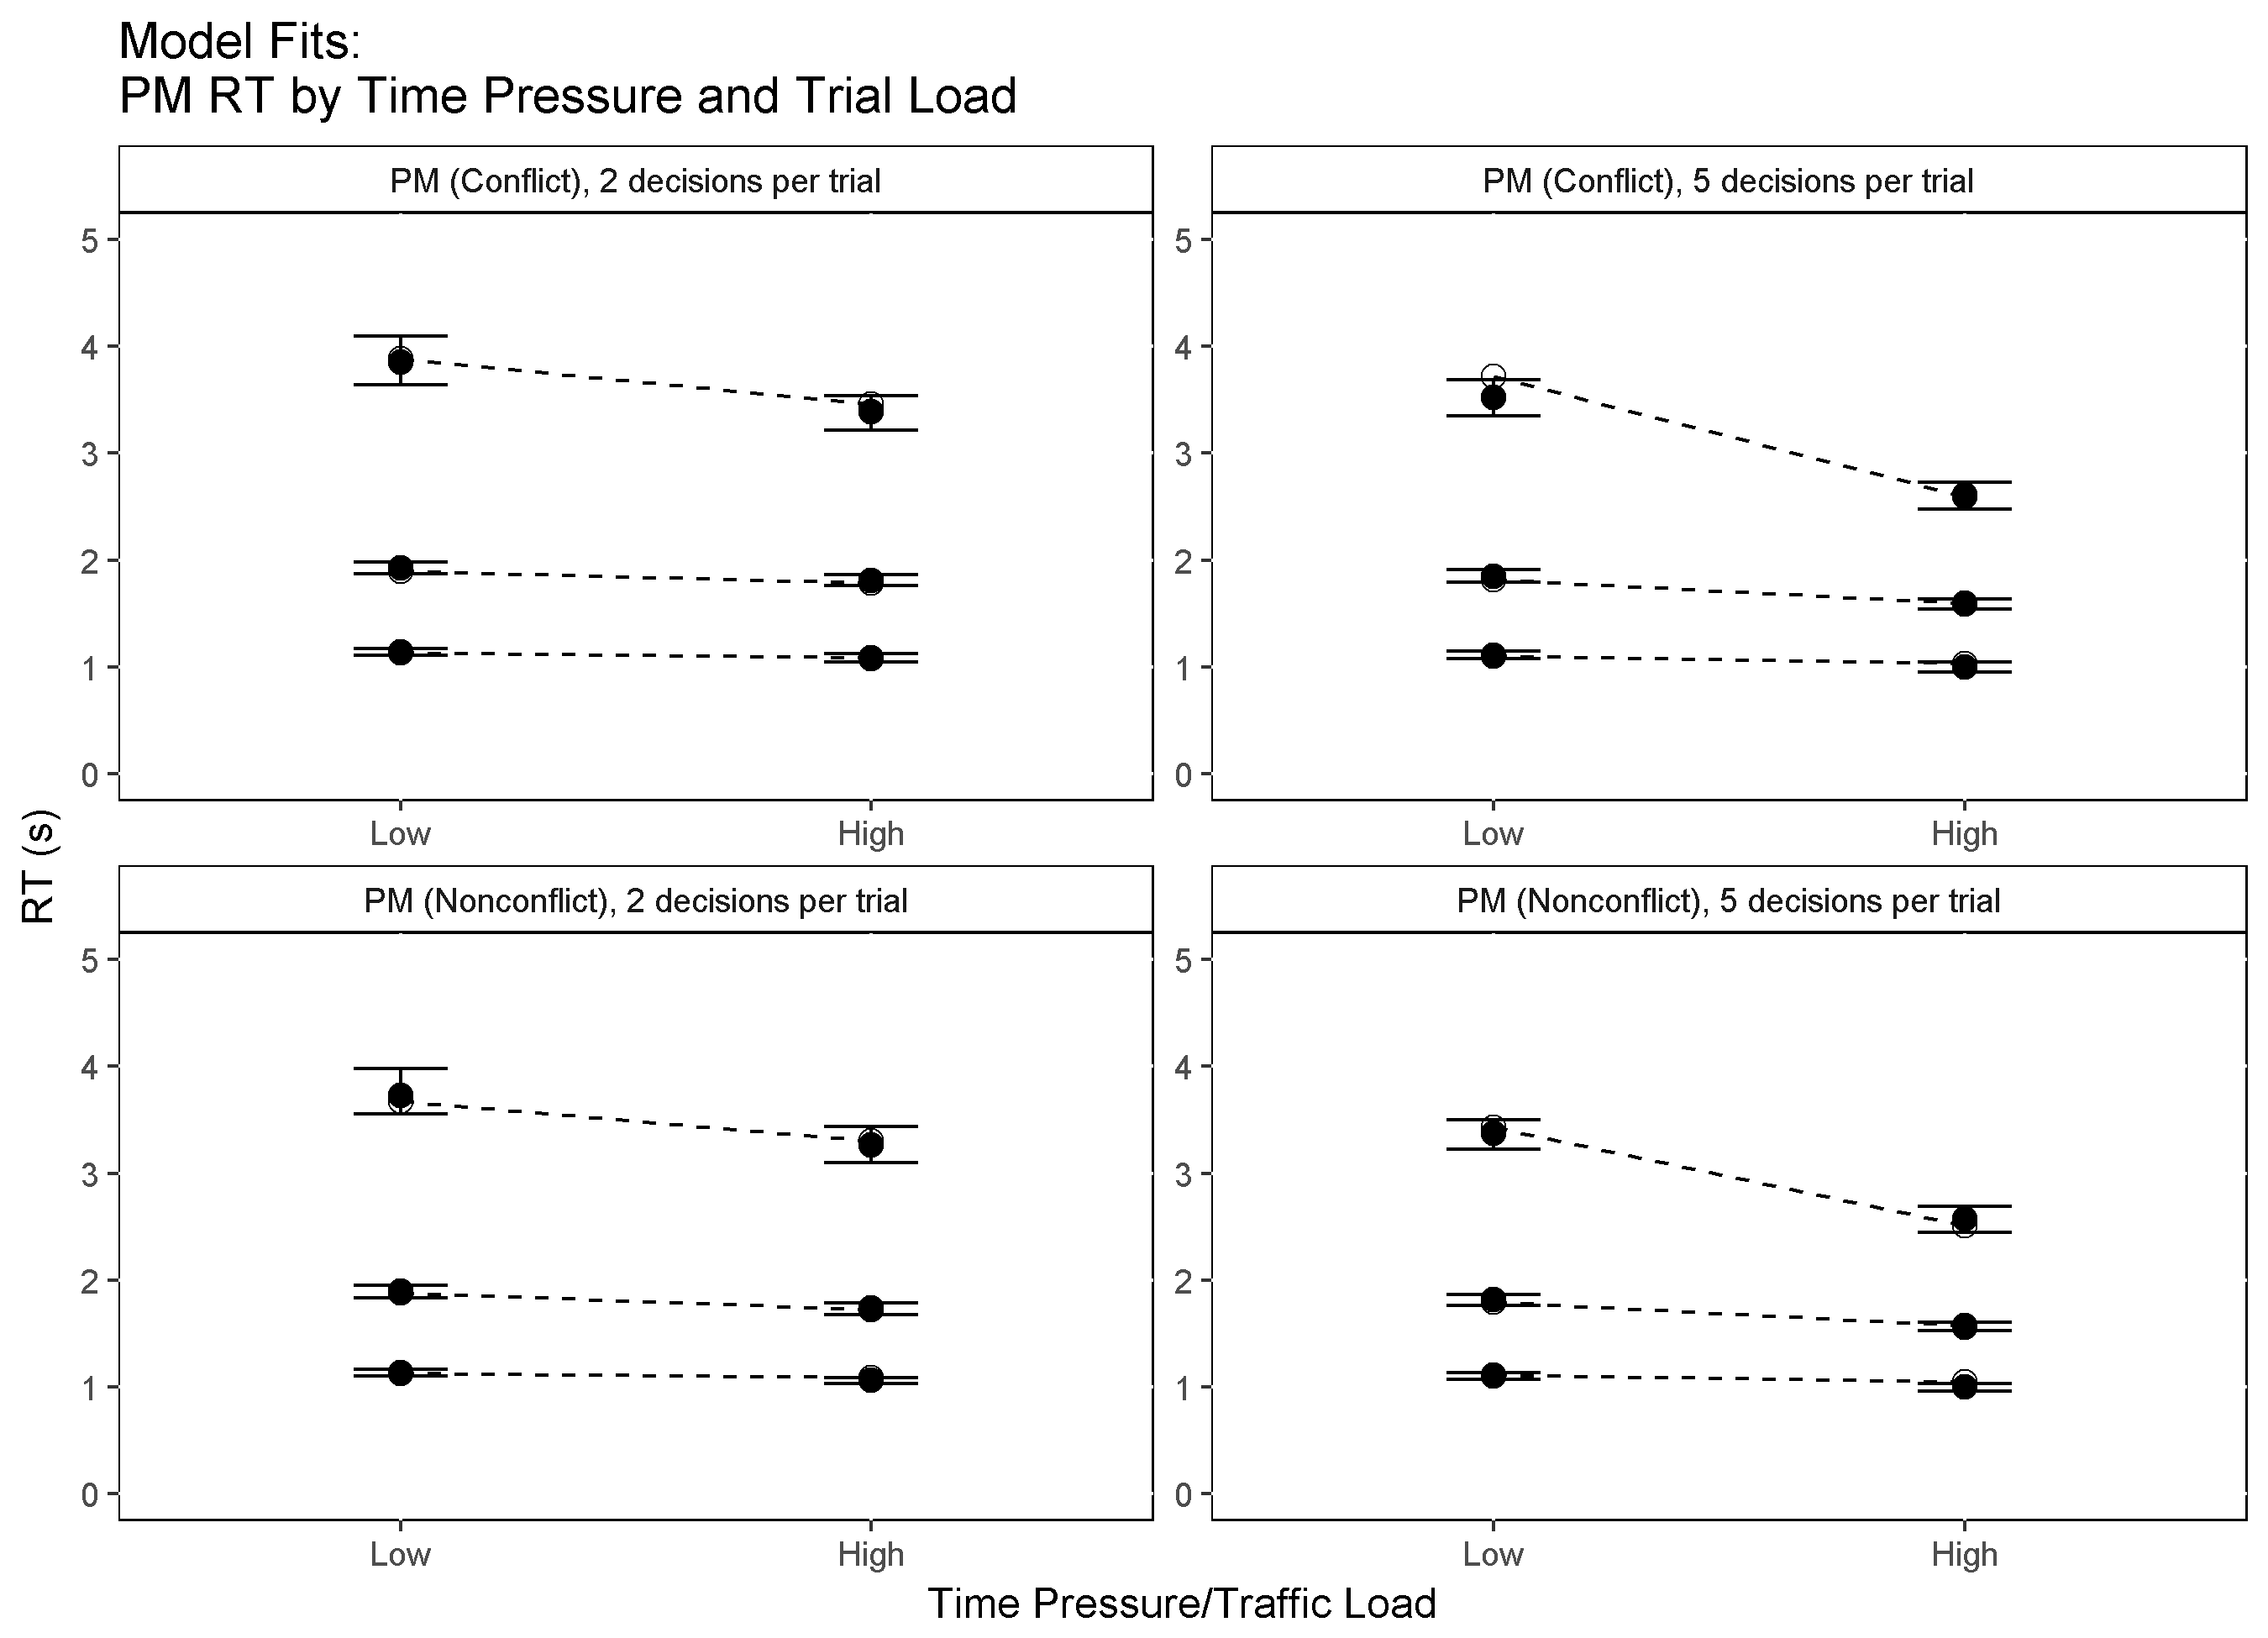 Model Fits:
PM RT by Time Pressure and Trial Load
PM (Conflict), 2 decisions per trial
5
4
3
2
1
0
Low
High
PM (Conflict), 5 decisions per trial
5
4
3
2
1
0
Low
High
RT (s)
PM (Nonconflict), 2 decisions per trial
5
4
3
2
1
0
Low
High
PM (Nonconflict), 5 decisions per trial
5
4
3
2
1
0
Low
High
Time Pressure/Traffic Load